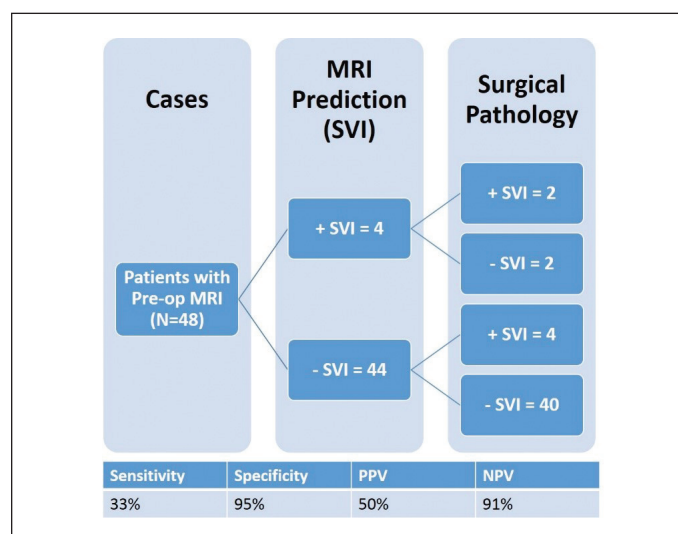 Cases
MRI
Prediction
(SVI)
Surgical
Pathology
Patients with
Pre-op MRI
(N=48)
+ SVI = 4
- SVI = 44
+ SVI = 2
- SVI = 2
+ SVI = 4
- SVI = 40
Sensitivity Specificity PPV NPV
33% 95% 50% 91%